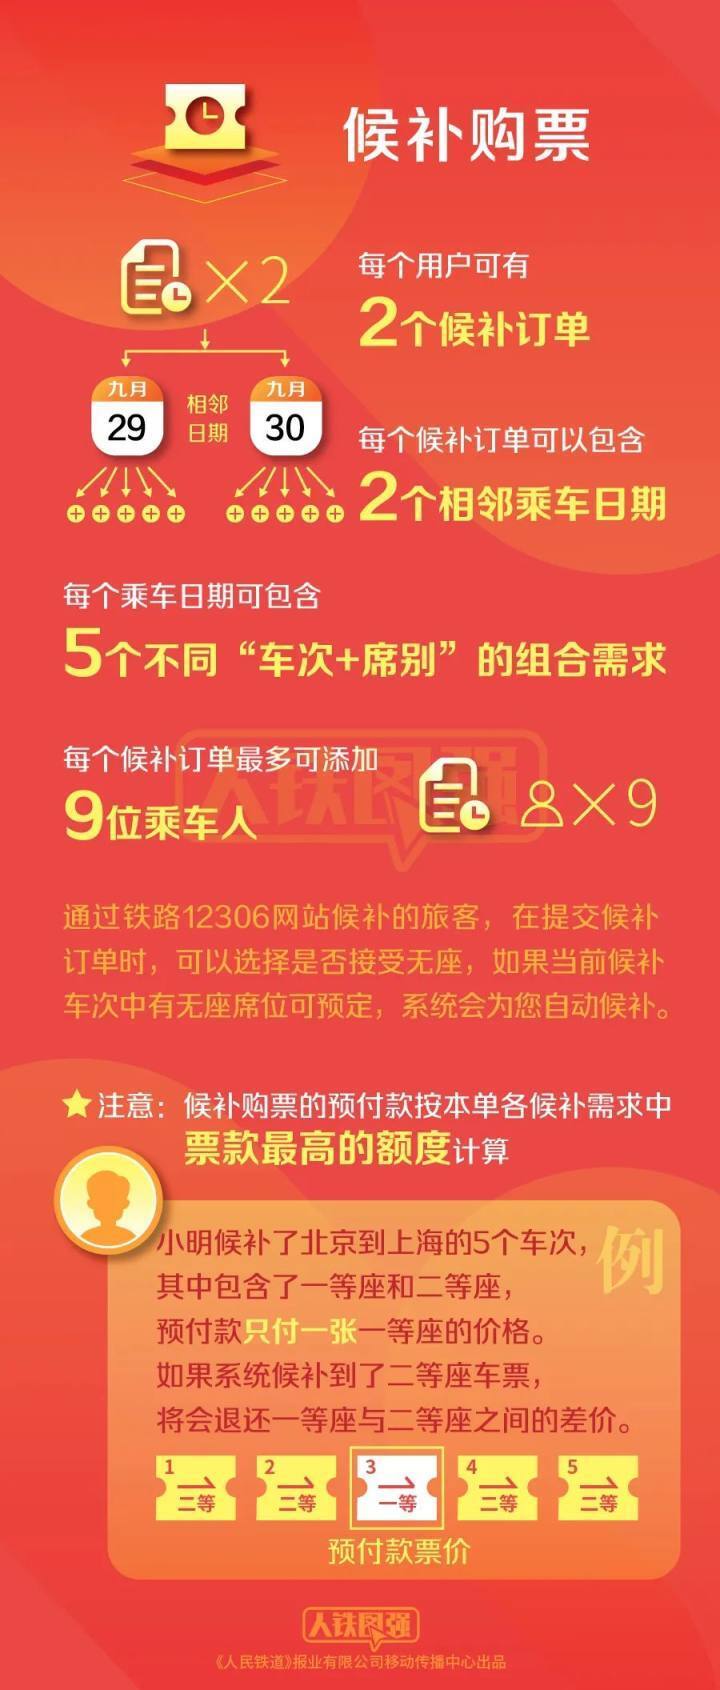 候补购票
×2
每个用户可有
2个候补订单
九月
29
相邻
日期
九月
30
每个候补订单可以包含
2个相邻乘车日期
每个乘车日期可包含
5个不同“车次+席别”的组合需求
每个候补订单最多可添加
9位乘车人
×9
人铁图强
通过铁路12306网站候补的旅客，在提交候补
订单时，可以选择是否接受无座，如果当前候补
车次中有无座席位可预定，系统会为您自动候补。
注意：候补购票的预付款按本单各候补需求中
票款最高的额度计算
例
小明候补了北京到上海的5个车次，
其中包含了一等座和二等座，
预付款只付一张一等座的价格。
如果系统候补到了二等座车票，
将会退还一等座与二等座之间的差价。
1
二等
2
二等
3
一等
4
二等
5
二等
预付款票价
人铁图强
《人民铁道》报业有限公司移动传播中心出品